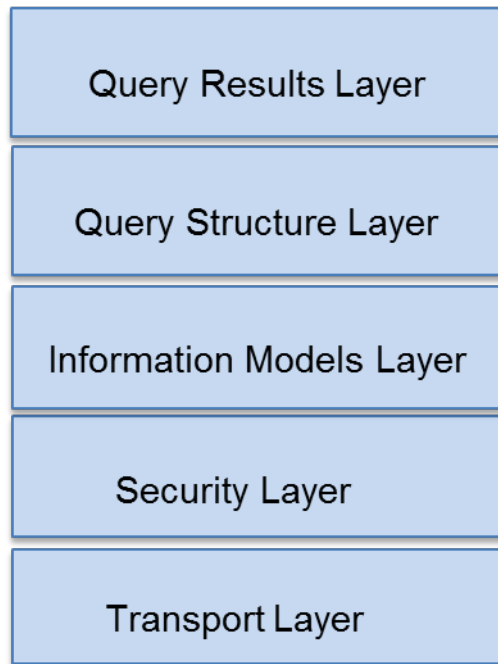 Query Results Layer
Query Structure Layer
Information Models Layer
Security Layer
Transport Layer